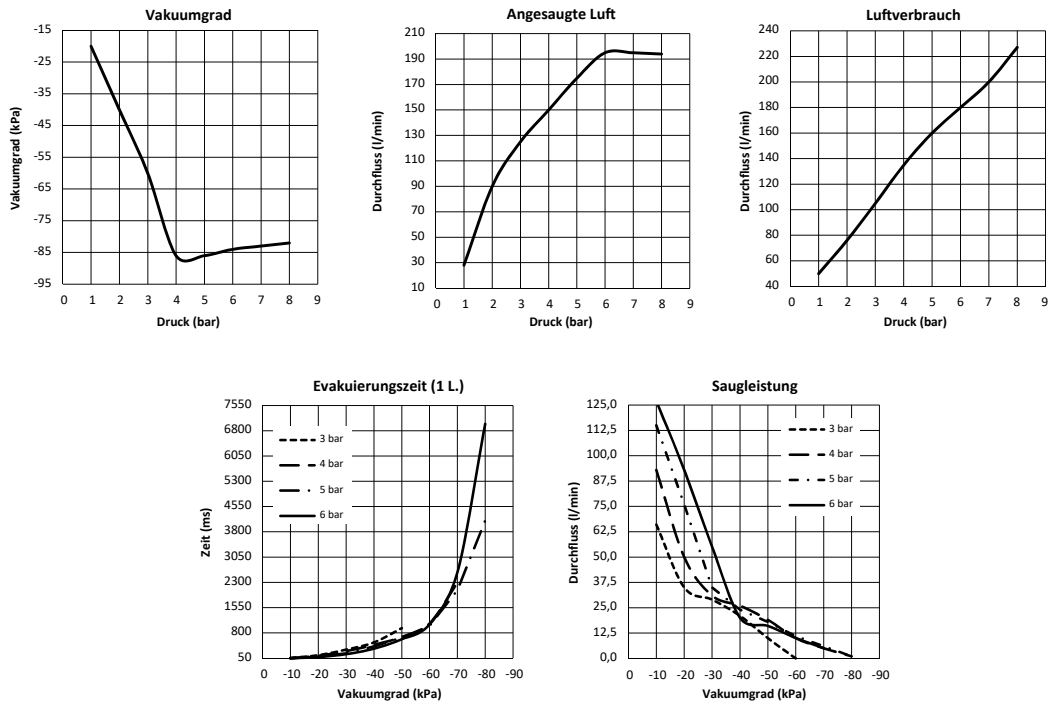 Vakuumgrad
Vakuumgrad (kPa)
-15
-25
-35
-45
-55
-65
-75
-85
-95
0 1 2 3 4 5 6 7 8 9
Druck (bar)
Angesaugte Luft
Durchfluss (l/min)
210
190
170
150
130
110
90
70
50
30
10
0 1 2 3 4 5 6 7 8 9
Druck (bar)
Luftverbrauch
Durchfluss (l/min)
240
220
200
180
160
140
120
100
80
60
40
0 1 2 3 4 5 6 7 8 9
Druck (bar)
Evakuierungszeit (1 L.)
Zeit (ms)
7550
6800
6050
5300
4550
3800
3050
2300
1550
800
50
3 bar
4 bar
5 bar
6 bar
0 -10 -20 -30 -40 -50 -60 -70 -80 -90
Vakuumgrad (kPa)
Saugleistung
Durchfluss (l/min)
125,0
112,5
100,0
87,5
75,0
62,5
50,0
37,5
25,0
12,5
0,0
3 bar
4 bar
5 bar
6 bar
0 -10 -20 -30 -40 -50 -60 -70 -80 -90
Vakuumgrad (kPa)